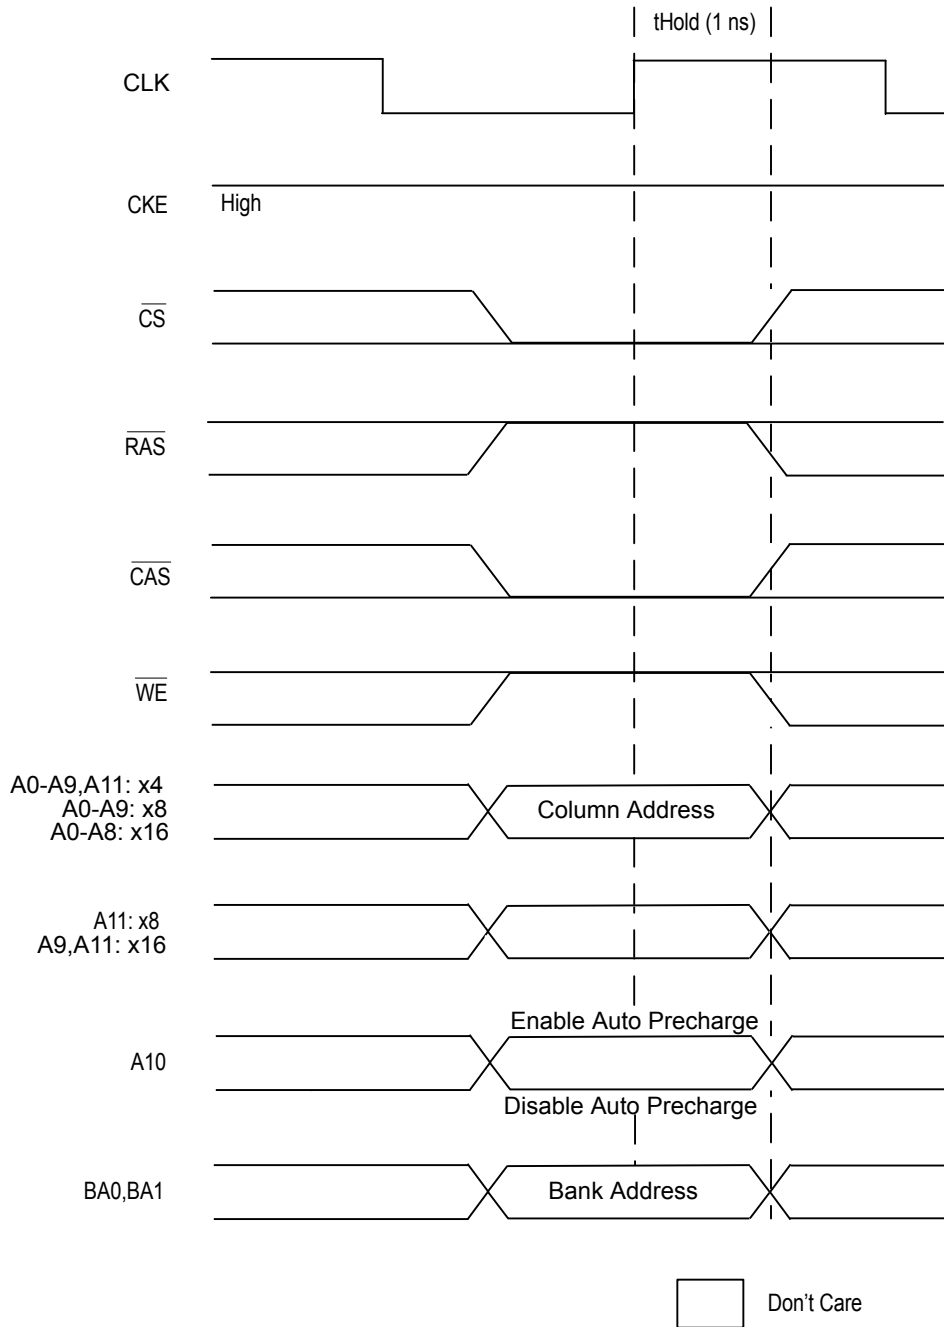 tHold (1 ns)
CLK
CKE
High
CS
RAS
CAS
WE
A0-A9,A11: x4
A0-A9: x8
A0-A8: x16
Column Address
A11: x8
A9,A11: x16
Enable Auto Precharge
A10
Disable Auto Precharge
BA0,BA1
Bank Address
Don't Care